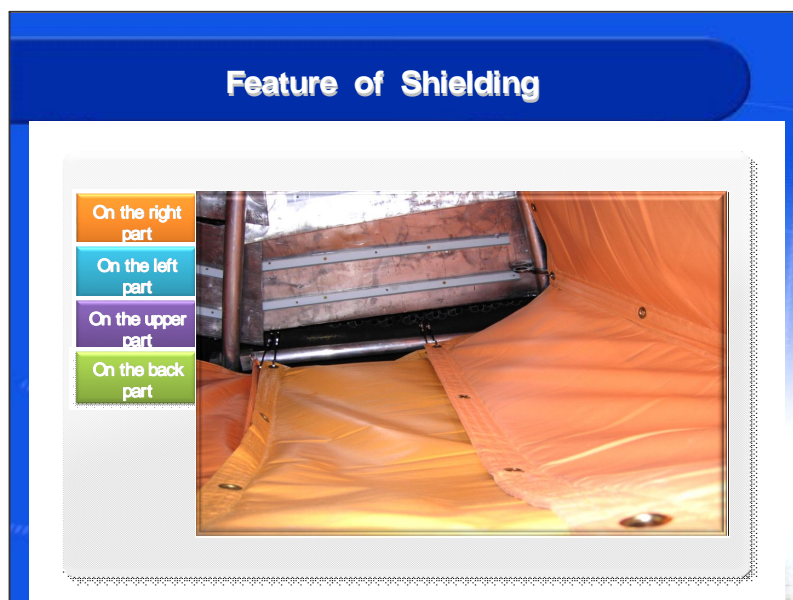 Feature of Shielding
On the right
part
On the left
part
On the upper
part
On the back
part